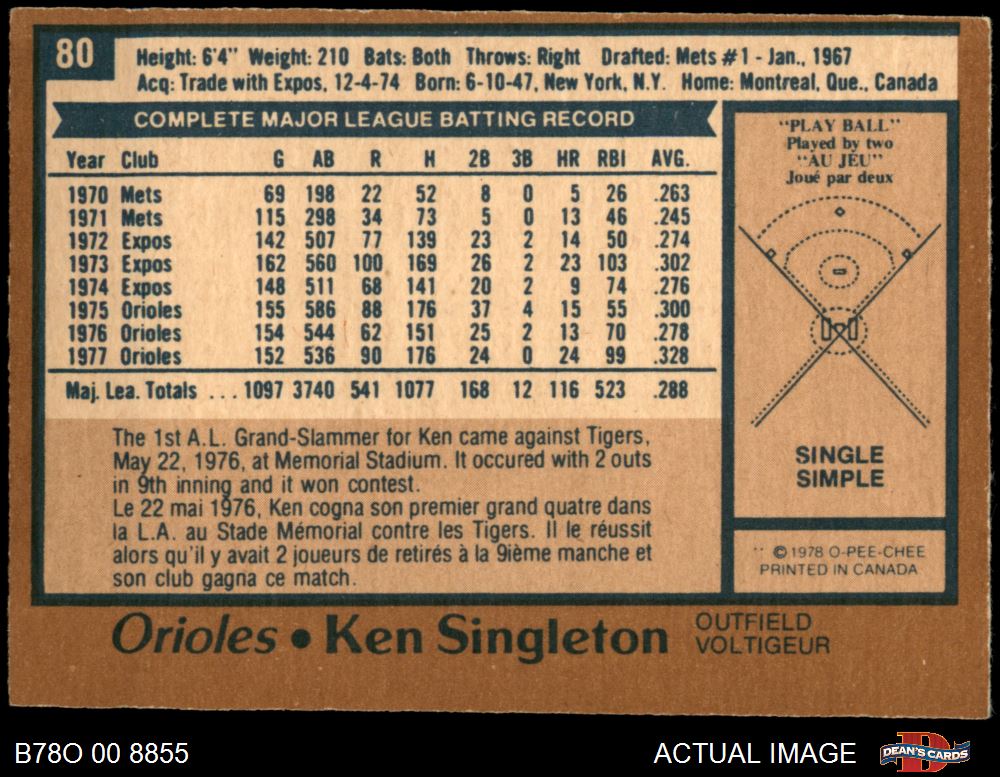 80
Height: 6'4" Weight: 210 Bats: Both Throws: Right Drafted: Mets #1 - Jan., 1967
Acq: Trade with Expos, 12-4-74 Born: 6-10-47, New York, N.Y. Home: Montreal, Que., Canada
COMPLETE MAJOR LEAGUE BATTING RECORD
Year Club G AB R H 2B 3B HR RBI AVG.
1970 Mets 69 198 22 52 8 0 5 26 .263
1971 Mets 115 298 34 73 5 0 13 46 .245
1972 Expos 142 507 77 139 23 2 14 50 .274
1973 Expos 162 560 100 169 26 2 23 103 .302
1974 Expos 148 511 68 141 20 2 9 74 .276
1975 Orioles 155 586 88 176 37 4 15 55 .300
1976 Orioles 154 544 62 151 25 2 13 70 .278
1977 Orioles 152 536 90 176 24 0 24 99 .328
Maj. Lea. Totals ... 1097 3740 541 1077 168 12 116 523 .288
The 1st A.L. Grand-Slammer for Ken came against Tigers,
May 22, 1976, at Memorial Stadium. It occured with 2 outs
in 9th inning and it won contest.
Le 22 mai 1976, Ken cogna son premier grand quatre dans
la L.A. au Stade Mémorial contre les Tigers. Il le réussit
alors qu'il y avait 2 joueurs de retirés à la 9ième manche et
son club gagna ce match.
"PLAY BALL"
Played by two
"AU JEU"
Joué par deux
SINGLE
SIMPLE
© 1978 O-PEE-CHEE
PRINTED IN CANADA
Orioles • Ken Singleton
OUTFIELD
VOLTIGEUR
B78O 00 8855
ACTUAL IMAGE
DEAN'S CARDS